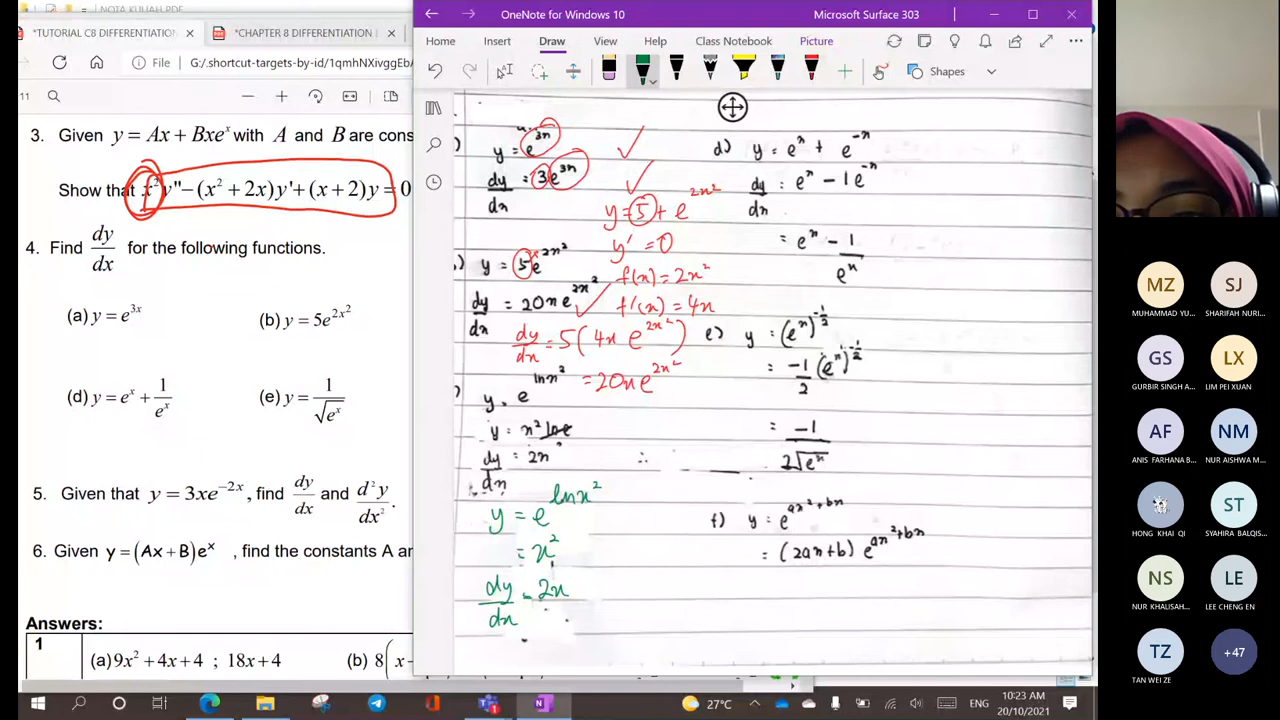 NOTA KULIAH PDF
*TUTORIAL C8 DIFFERENTIATION
*CHAPTER 8 DIFFERENTIATION
File
G:/.shortcut-targets-by-id/1qmhNXivggEbA
11
3. Given y = Ax + Bxe^x with A and B are cons
Show that x²y'' − (x² + 2x)y' + (x + 2)y = 0
4. Find dy/dx for the following functions.
(a) y = e^{3x}
(b) y = 5e^{2x²}
(d) y = e^x + 1/e^x
(e) y = 1/√(e^x)
5. Given that y = 3xe^{−2x}, find dy/dx and d²y/dx².
6. Given y = (Ax + B)e^x , find the constants A an
Answers:
1
(a) 9x² + 4x + 4 ; 18x + 4
(b) 8(x −
OneNote for Windows 10
Microsoft Surface 303
Home Insert Draw View Help Class Notebook Picture
Shapes
y = e^{3x}
dy/dx = 3e^{3x}
y = 5 + e^{2x²}
y' = 0
y = 5e^{2x²}
f(x) = 2x²
dy/dx = 20xe^{2x²}
f'(x) = 4x
dy/dx = 5(4x e^{2x²})
= 20xe^{2x²}
y = e^{ln x²}
y = x² ln e
dy/dx = 2x
∴
y = e^{ln x²}
= x²
dy/dx = 2x
d) y = e^x + e^{-x}
dy/dx = e^x − 1e^{-x}
= e^x − 1/e^x
e) y = (e^x)^{-1/2}
= -1/2 (e^x)^{-1/2}
= -1/2√(e^x)
f) y = e^{ax²+bx}
= (2ax+b) e^{ax²+bx}
MZ
MUHAMMAD YU...
SJ
SHARIFAH NURI...
GS
GURBIR SINGH A...
LX
LIM PEI XUAN
AF
ANIS FARHANA B...
NM
NUR AISHWA M...
HONG KHAI QI
ST
SYAHIRA BALQIS...
NS
NUR KHALISAH...
LE
LEE CHENG EN
TZ
TAN WEI ZE
+47
27°C
ENG
10:23 AM
20/10/2021